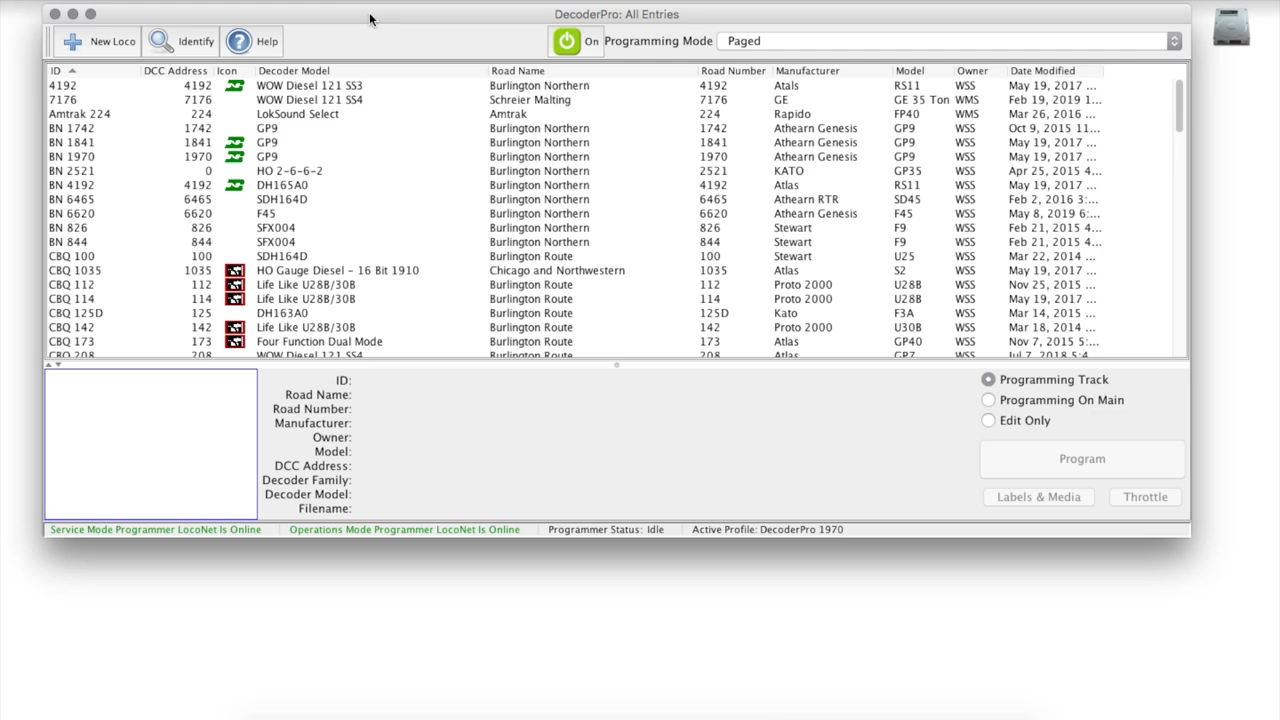 DecoderPro: All Entries
New Loco Identify Help On Programming Mode Paged
ID DCC Address Icon Decoder Model Road Name Road Number Manufacturer Model Owner Date Modified
4192 4192 WOW Diesel 121 SS3 Burlington Northern 4192 Atals RS11 WSS May 19, 2017 ...
7176 7176 WOW Diesel 121 SS4 Schreier Malting 7176 GE GE 35 Ton WMS Feb 19, 2019 1...
Amtrak 224 224 LokSound Select Amtrak 224 Rapido FP40 WMS Mar 26, 2016 ...
BN 1742 1742 GP9 Burlington Northern 1742 Athearn Genesis GP9 WSS Oct 9, 2015 11...
BN 1841 1841 GP9 Burlington Northern 1841 Athearn Genesis GP9 WSS May 19, 2017 ...
BN 1970 1970 GP9 Burlington Northern 1970 Athearn Genesis GP9 WSS May 19, 2017 ...
BN 2521 0 HO 2-6-6-2 Burlington Northern 2521 KATO GP35 WSS Apr 25, 2015 4...
BN 4192 4192 DH165A0 Burlington Northern 4192 Atlas RS11 WSS May 19, 2017 ...
BN 6465 6465 SDH164D Burlington Northern 6465 Athearn RTR SD45 WSS Feb 2, 2016 3:...
BN 6620 6620 F45 Burlington Northern 6620 Athearn Genesis F45 WSS May 8, 2019 6:...
BN 826 826 SFX004 Burlington Northern 826 Stewart F9 WSS Feb 21, 2015 4...
BN 844 844 SFX004 Burlington Northern 844 Stewart F9 WSS Feb 21, 2015 4...
CBQ 100 100 SDH164D Burlington Route 100 Stewart U25 WSS Mar 22, 2014 ...
CBQ 1035 1035 HO Gauge Diesel - 16 Bit 1910 Chicago and Northwestern 1035 Atlas S2 WSS May 19, 2017 ...
CBQ 112 112 Life Like U28B/30B Burlington Route 112 Proto 2000 U28B WSS Nov 25, 2015 ...
CBQ 114 114 Life Like U28B/30B Burlington Route 114 Proto 2000 U28B WSS May 19, 2017 ...
CBQ 125D 125 DH163A0 Burlington Route 125D Kato F3A WSS Mar 14, 2015 ...
CBQ 142 142 Life Like U28B/30B Burlington Route 142 Proto 2000 U30B WSS Mar 18, 2014 ...
CBQ 173 173 Four Function Dual Mode Burlington Route 173 Atlas GP40 WSS Nov 7, 2015 5:...
CBQ 208 208 WOW Diesel 121 SS4 Burlington Route 208 Atlas GP7 WSS Jul 7, 2018 5:4...
ID:
Road Name:
Road Number:
Manufacturer:
Owner:
Model:
DCC Address:
Decoder Family:
Decoder Model:
Filename:
Programming Track
Programming On Main
Edit Only
Program
Labels & Media Throttle
Service Mode Programmer LocoNet Is Online Operations Mode Programmer LocoNet Is Online Programmer Status: Idle Active Profile: DecoderPro 1970